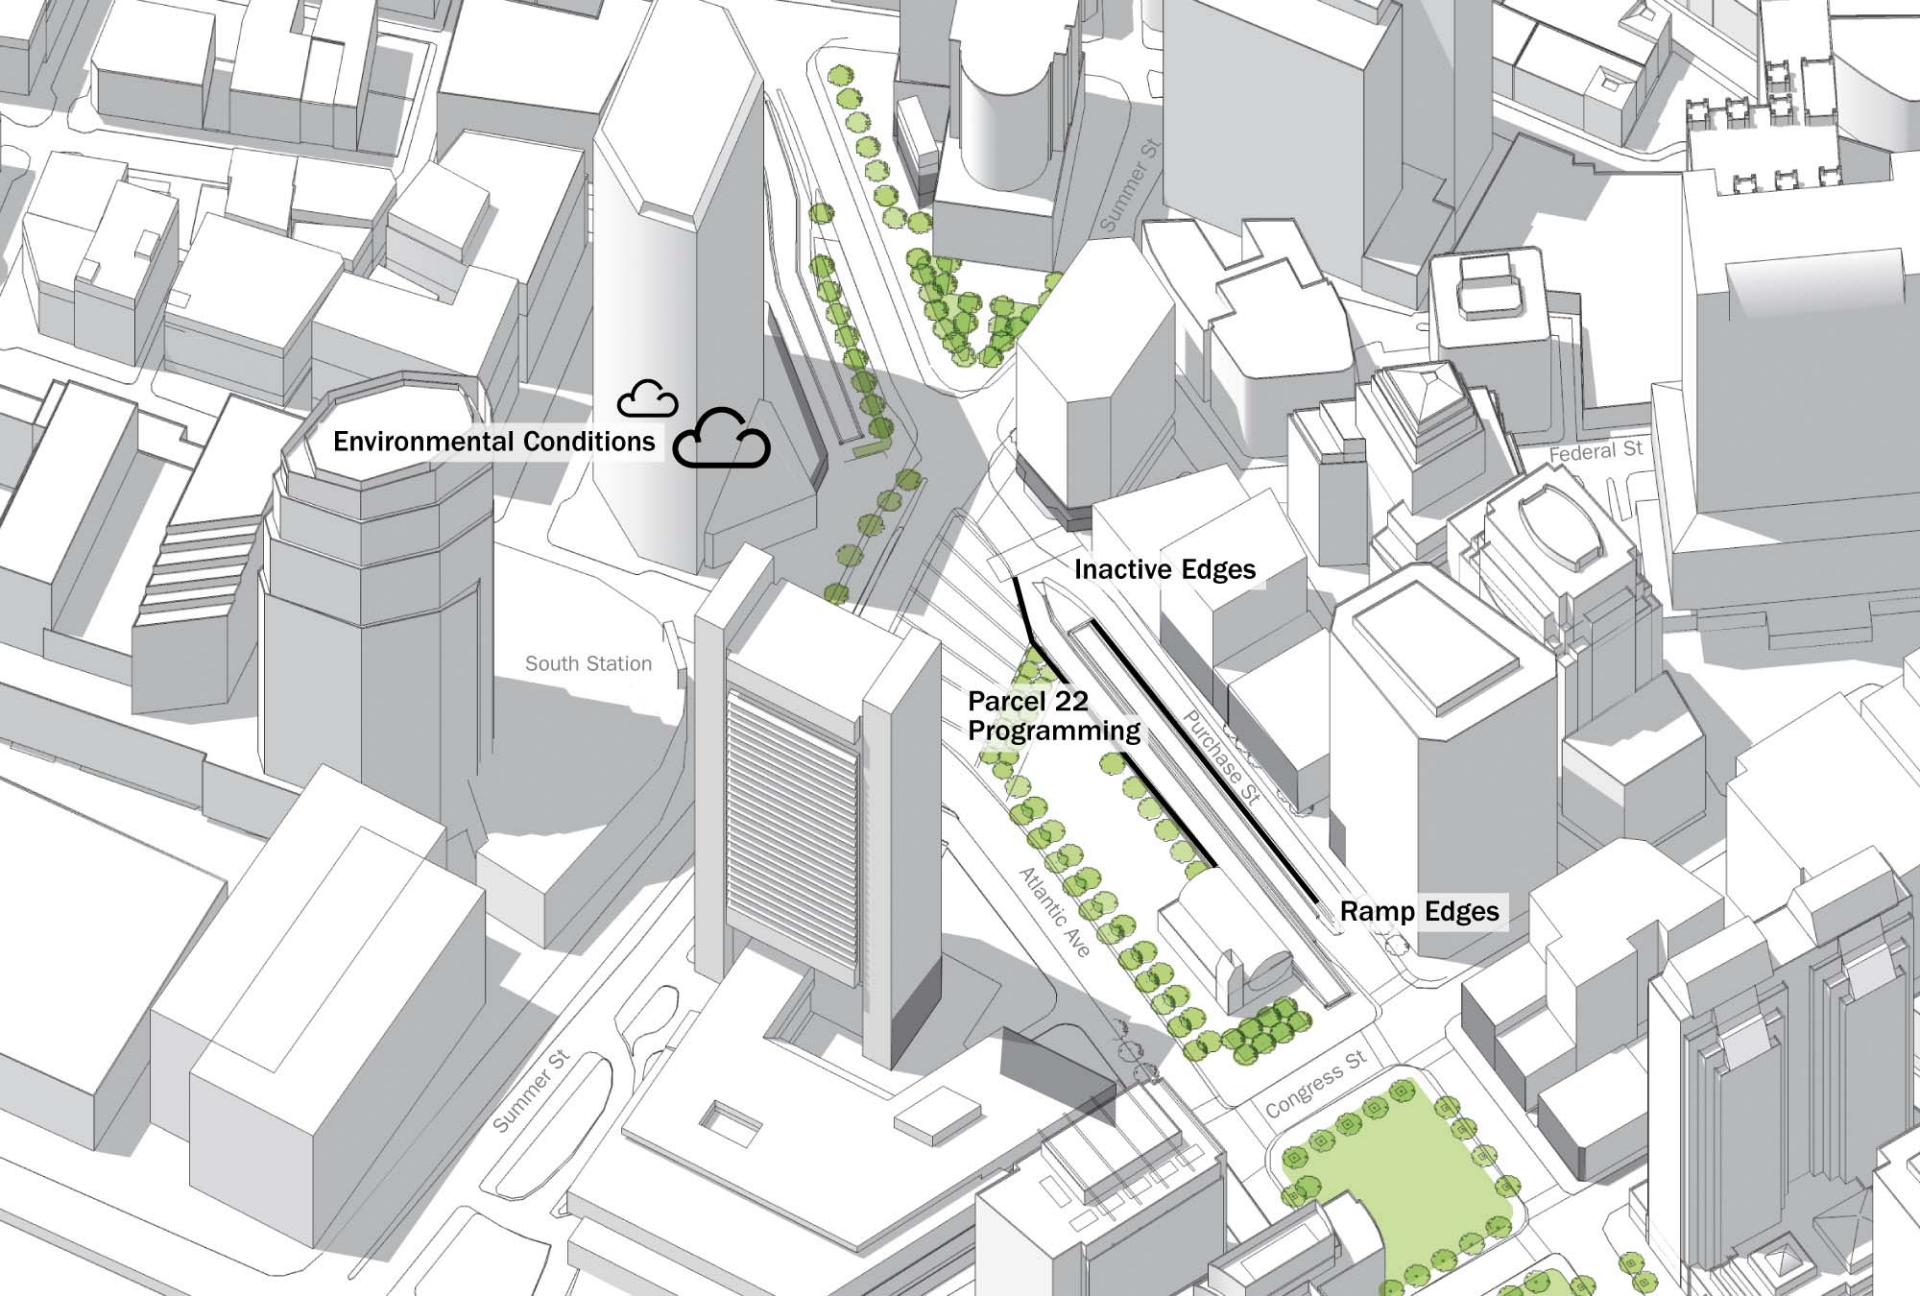 Summer St
Environmental Conditions
Federal St
Inactive Edges
South Station
Parcel 22
Programming
Purchase St
Atlantic Ave
Ramp Edges
Summer St
Congress St